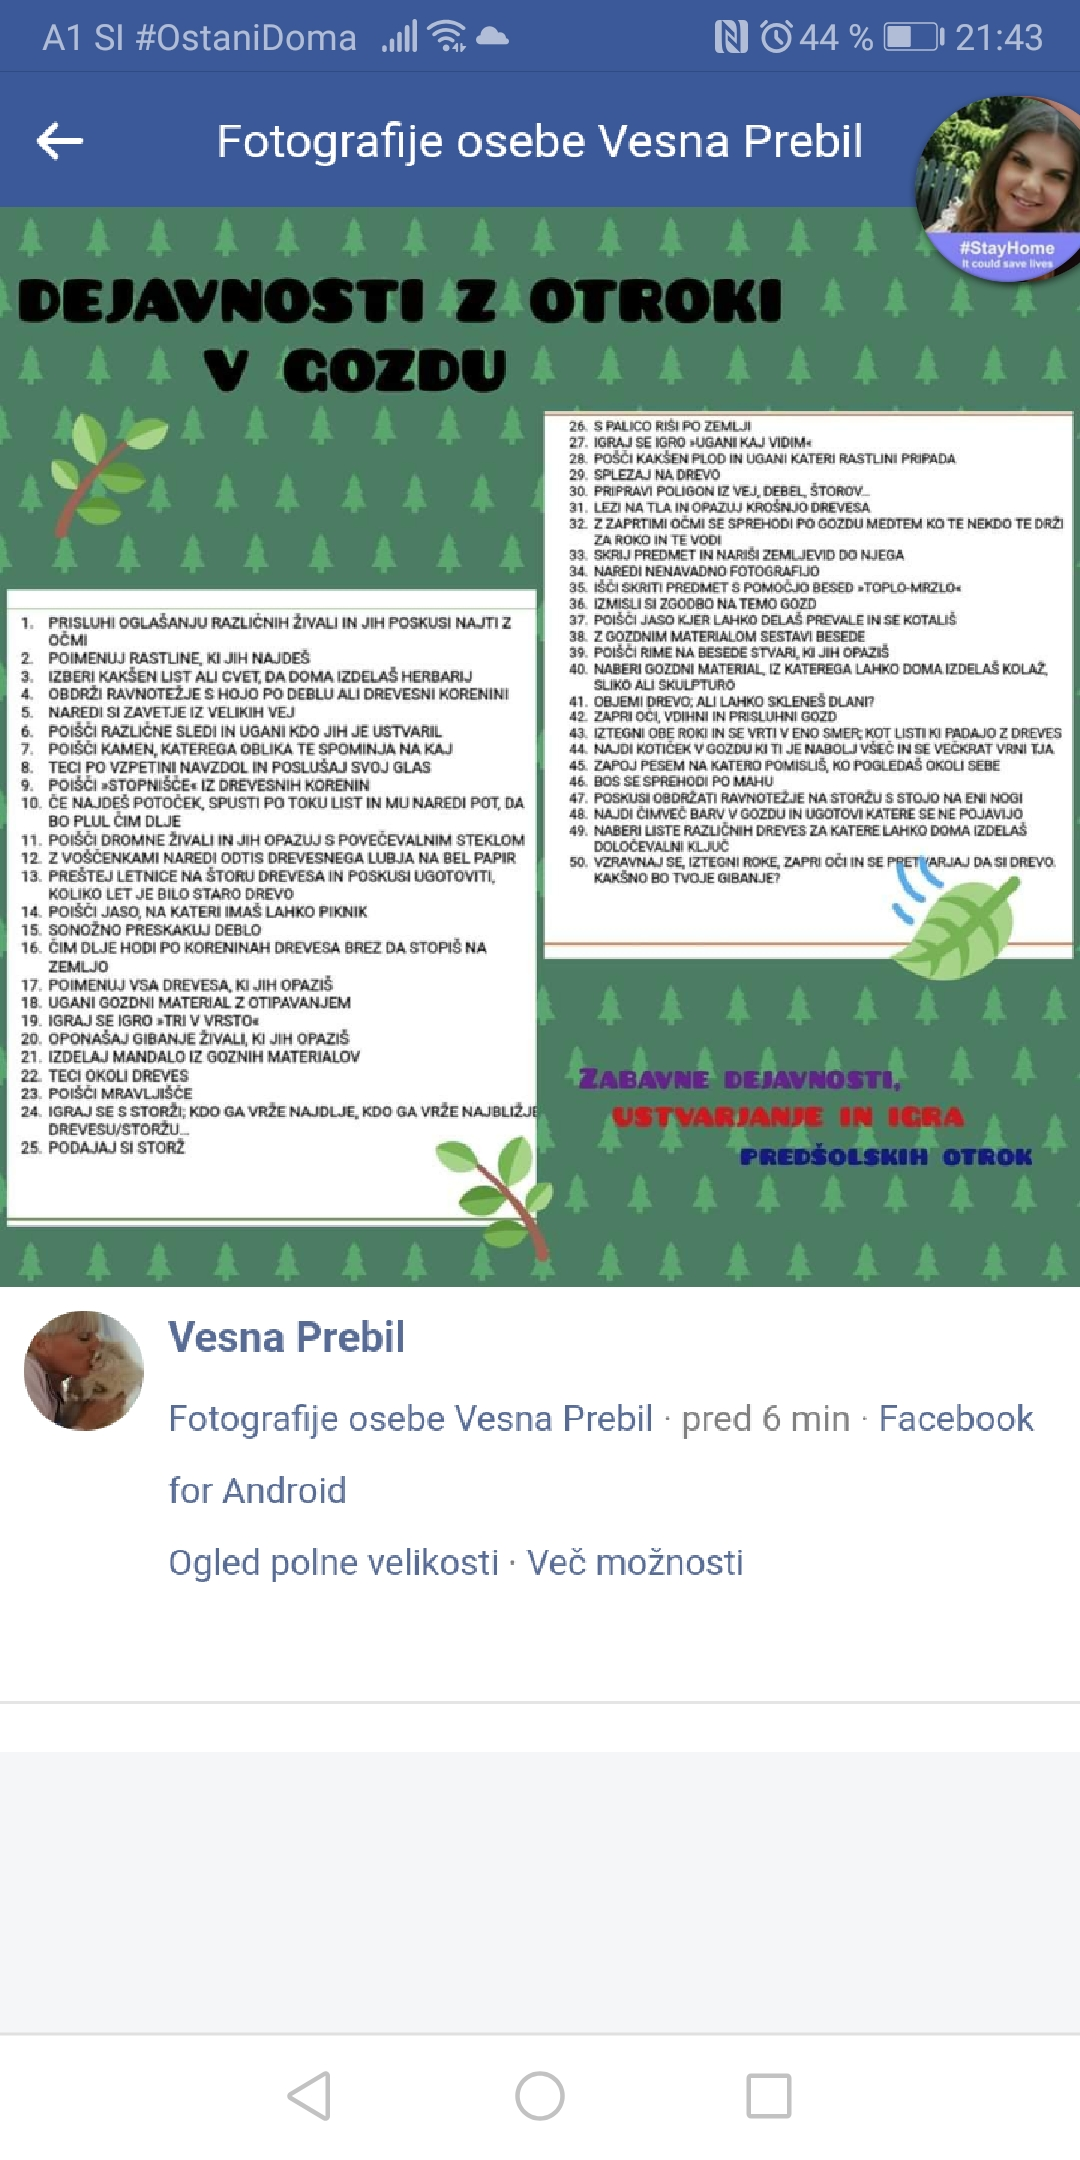 A1 SI #OstaniDoma
44 %
21:43
Fotografije osebe Vesna Prebil
#StayHome
It could save lives
DEJAVNOSTI Z OTROKI
V GOZDU
1. PRISLUHI OGLAŠANJU RAZLIČNIH ŽIVALI IN JIH POSKUSI NAJTI Z
OČMI
2. POIMENUJ RASTLINE, KI JIH NAJDEŠ
3. IZBERI KAKŠEN LIST ALI CVET, DA DOMA IZDELAŠ HERBARIJ
4. OBDRŽI RAVNOTEŽJE S HOJO PO DEBLU ALI DREVESNI KORENINI
5. NAREDI SI ZAVETJE IZ VELIKIH VEJ
6. POIŠČI RAZLIČNE SLEDI IN UGANI KDO JIH JE USTVARIL
7. POIŠČI KAMEN, KATEREGA OBLIKA TE SPOMINJA NA KAJ
8. TECI PO VZPETINI NAVZDOL IN POSLUŠAJ SVOJ GLAS
9. POIŠČI »STOPNIŠČE« IZ DREVESNIH KORENIN
10. ČE NAJDEŠ POTOČEK, SPUSTI PO TOKU LIST IN MU NAREDI POT, DA
BO PLUL ČIM DLJE
11. POIŠČI DROMNE ŽIVALI IN JIH OPAZUJ S POVEČEVALNIM STEKLOM
12. Z VOŠČENKAMI NAREDI ODTIS DREVESNEGA LUBJA NA BEL PAPIR
13. PREŠTEJ LETNICE NA ŠTORU DREVESA IN POSKUSI UGOTOVITI,
KOLIKO LET JE BILO STARO DREVO
14. POIŠČI JASO, NA KATERI IMAŠ LAHKO PIKNIK
15. SONOŽNO PRESKAKUJ DEBLO
16. ČIM DLJE HODI PO KORENINAH DREVESA BREZ DA STOPIŠ NA
ZEMLJO
17. POIMENUJ VSA DREVESA, KI JIH OPAZIŠ
18. UGANI GOZDNI MATERIAL Z OTIPAVANJEM
19. IGRAJ SE IGRO »TRI V VRSTO«
20. OPONAŠAJ GIBANJE ŽIVALI, KI JIH OPAZIŠ
21. IZDELAJ MANDALO IZ GOZNIH MATERIALOV
22. TECI OKOLI DREVES
23. POIŠČI MRAVLJIŠČE
24. IGRAJ SE S STORŽI; KDO GA VRŽE NAJDLJE, KDO GA VRŽE NAJBLIŽJE
DREVESU/STORŽU...
25. PODAJAJ SI STORŽ
26. S PALICO RIŠI PO ZEMLJI
27. IGRAJ SE IGRO »UGANI KAJ VIDIM«
28. POŠČI KAKŠEN PLOD IN UGANI KATERI RASTLINI PRIPADA
29. SPLEZAJ NA DREVO
30. PRIPRAVI POLIGON IZ VEJ, DEBEL, ŠTOROV...
31. LEZI NA TLA IN OPAZUJ KROŠNJO DREVESA
32. Z ZAPRTIMI OČMI SE SPREHODI PO GOZDU MEDTEM KO TE NEKDO TE DRŽI
ZA ROKO IN TE VODI
33. SKRIJ PREDMET IN NARIŠI ZEMLJEVID DO NJEGA
34. NAREDI NENAVADNO FOTOGRAFIJO
35. IŠČI SKRITI PREDMET S POMOČJO BESED »TOPLO-MRZLO«
36. IZMISLI SI ZGODBO NA TEMO GOZD
37. POIŠČI JASO KJER LAHKO DELAŠ PREVALE IN SE KOTALIŠ
38. Z GOZDNIM MATERIALOM SESTAVI BESEDE
39. POIŠČI RIME NA BESEDE STVARI, KI JIH OPAZIŠ
40. NABERI GOZDNI MATERIAL, IZ KATEREGA LAHKO DOMA IZDELAŠ KOLAŽ,
SLIKO ALI SKULPTURO
41. OBJEMI DREVO; ALI LAHKO SKLENEŠ DLANI?
42. ZAPRI OČI, VDIHNI IN PRISLUHNI GOZD
43. IZTEGNI OBE ROKI IN SE VRTI V ENO SMER; KOT LISTI KI PADAJO Z DREVES
44. NAJDI KOTIČEK V GOZDU KI TI JE NABOLJ VŠEČ IN SE VEČKRAT VRNI TJA
45. ZAPOJ PESEM NA KATERO POMISLIŠ, KO POGLEDAŠ OKOLI SEBE
46. BOS SE SPREHODI PO MAHU
47. POSKUSI OBDRŽATI RAVNOTEŽJE NA STORŽU S STOJO NA ENI NOGI
48. NAJDI ČIMVEČ BARV V GOZDU IN UGOTOVI KATERE SE NE POJAVIJO
49. NABERI LISTE RAZLIČNIH DREVES ZA KATERE LAHKO DOMA IZDELAŠ
DOLOČEVALNI KLJUČ
50. VZRAVNAJ SE, IZTEGNI ROKE, ZAPRI OČI IN SE PRETVARJAJ DA SI DREVO.
KAKŠNO BO TVOJE GIBANJE?
ZABAVNE DEJAVNOSTI,
USTVARJANJE IN IGRA
PREDŠOLSKIH OTROK
Vesna Prebil
Fotografije osebe Vesna Prebil · pred 6 min · Facebook
for Android
Ogled polne velikosti · Več možnosti